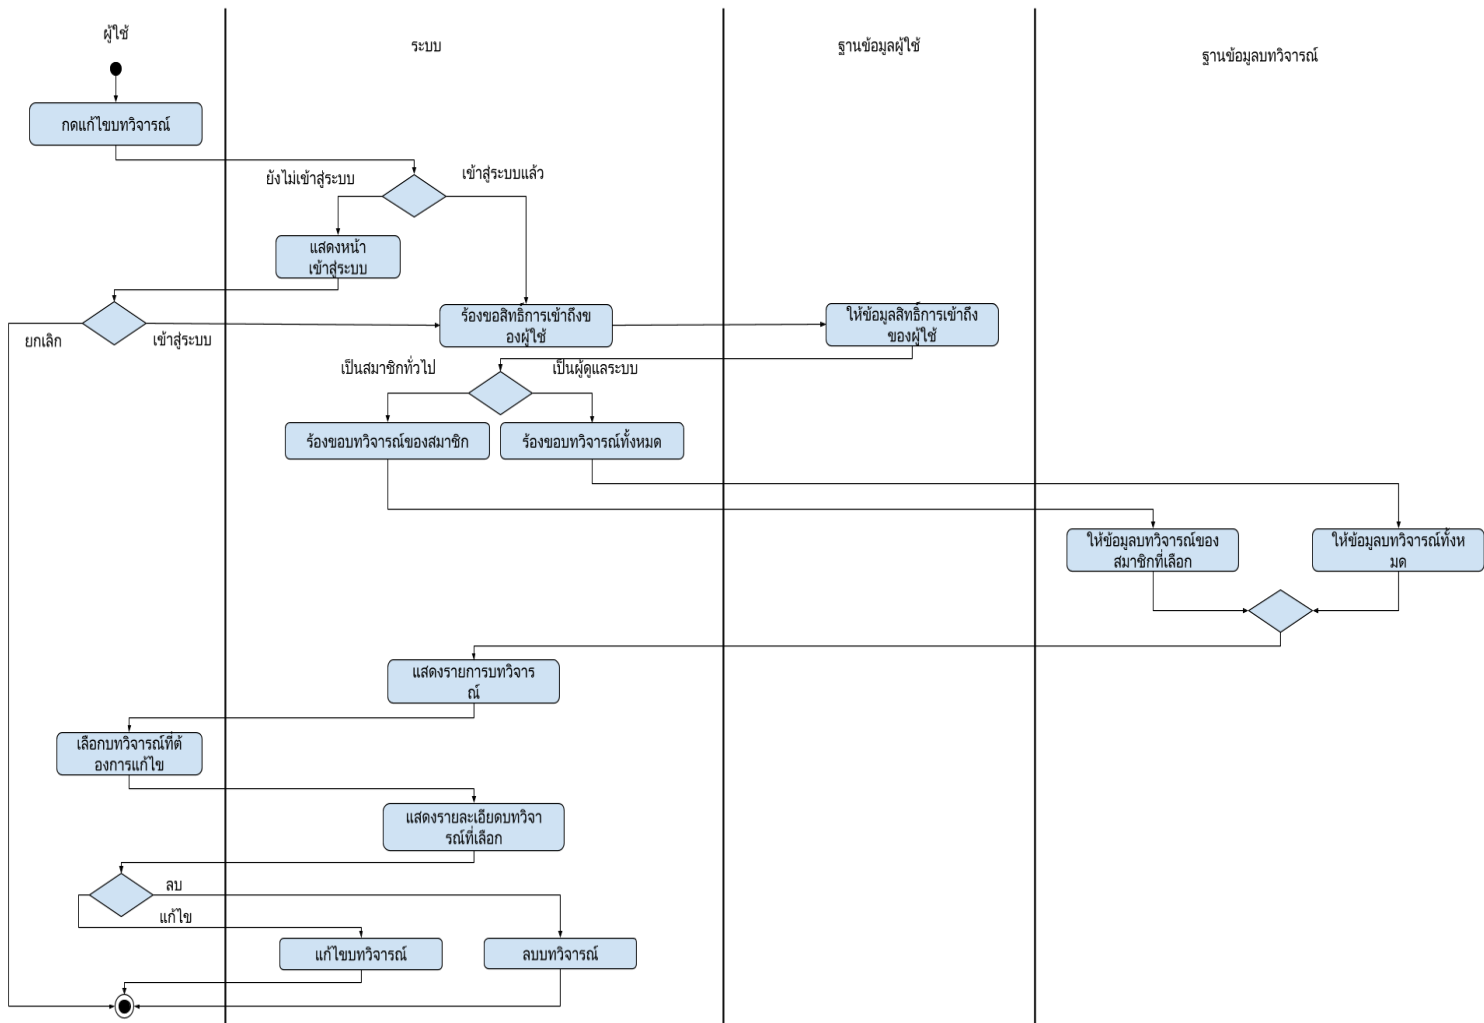 ผู้ใช้
ระบบ
ฐานข้อมูลผู้ใช้
ฐานข้อมูลบทวิจารณ์
กดแก้ไขบทวิจารณ์
ยังไม่เข้าสู่ระบบ
เข้าสู่ระบบแล้ว
แสดงหน้า
เข้าสู่ระบบ
ยกเลิก
เข้าสู่ระบบ
ร้องขอสิทธิ์การเข้าถึงข
องผู้ใช้
ให้ข้อมูลสิทธิ์การเข้าถึง
ของผู้ใช้
เป็นสมาชิกทั่วไป
เป็นผู้ดูแลระบบ
ร้องขอบทวิจารณ์ของสมาชิก
ร้องขอบทวิจารณ์ทั้งหมด
ให้ข้อมูลบทวิจารณ์ของ
สมาชิกที่เลือก
ให้ข้อมูลบทวิจารณ์ทั้งห
มด
แสดงรายการบทวิจาร
ณ์
เลือกบทวิจารณ์ที่ต้
องการแก้ไข
แสดงรายละเอียดบทวิจา
รณ์ที่เลือก
ลบ
แก้ไข
แก้ไขบทวิจารณ์
ลบบทวิจารณ์